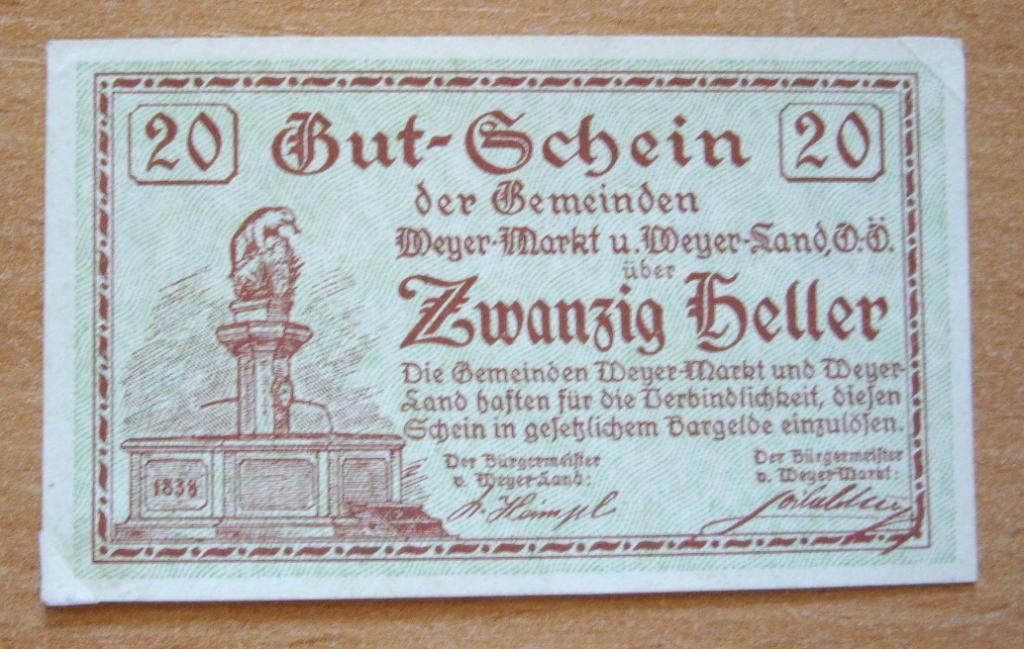 20 Gut-Schein 20
der Gemeinden
Weyer-Markt u. Weyer-Land, O.-Ö.
über
Zwanzig Heller
Die Gemeinden Weyer-Markt und Weyer-
Land haften für die Verbindlichkeit, diesen
Schein in gesetzlichem Bargelde einzulösen.
Der Bürgermeister
v. Weyer-Land:
Der Bürgermeister
v. Weyer-Markt:
1838